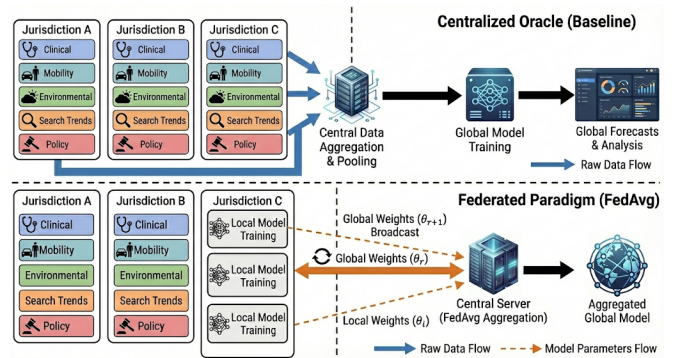 Jurisdiction A
Clinical
Mobility
Environmental
Search Trends
Policy
Jurisdiction B
Clinical
Mobility
Environmental
Search Trends
Policy
Jurisdiction C
Clinical
Mobility
Environmental
Search Trends
Policy
Centralized Oracle (Baseline)
Central Data
Aggregation
& Pooling
Global Model
Training
Global Forecasts
& Analysis
Raw Data Flow
Jurisdiction A
Clinical
Mobility
Environmental
Search Trends
Policy
Jurisdiction B
Clinical
Mobility
Environmental
Search Trends
Policy
Jurisdiction C
Local Model
Training
Local Model
Training
Local Model
Training
Federated Paradigm (FedAvg)
Global Weights (θr+1)
Broadcast
Global Weights (θr)
Local Weights (θi)
Central Server
(FedAvg Aggregation)
Aggregated
Global Model
Raw Data Flow
Model Parameters Flow